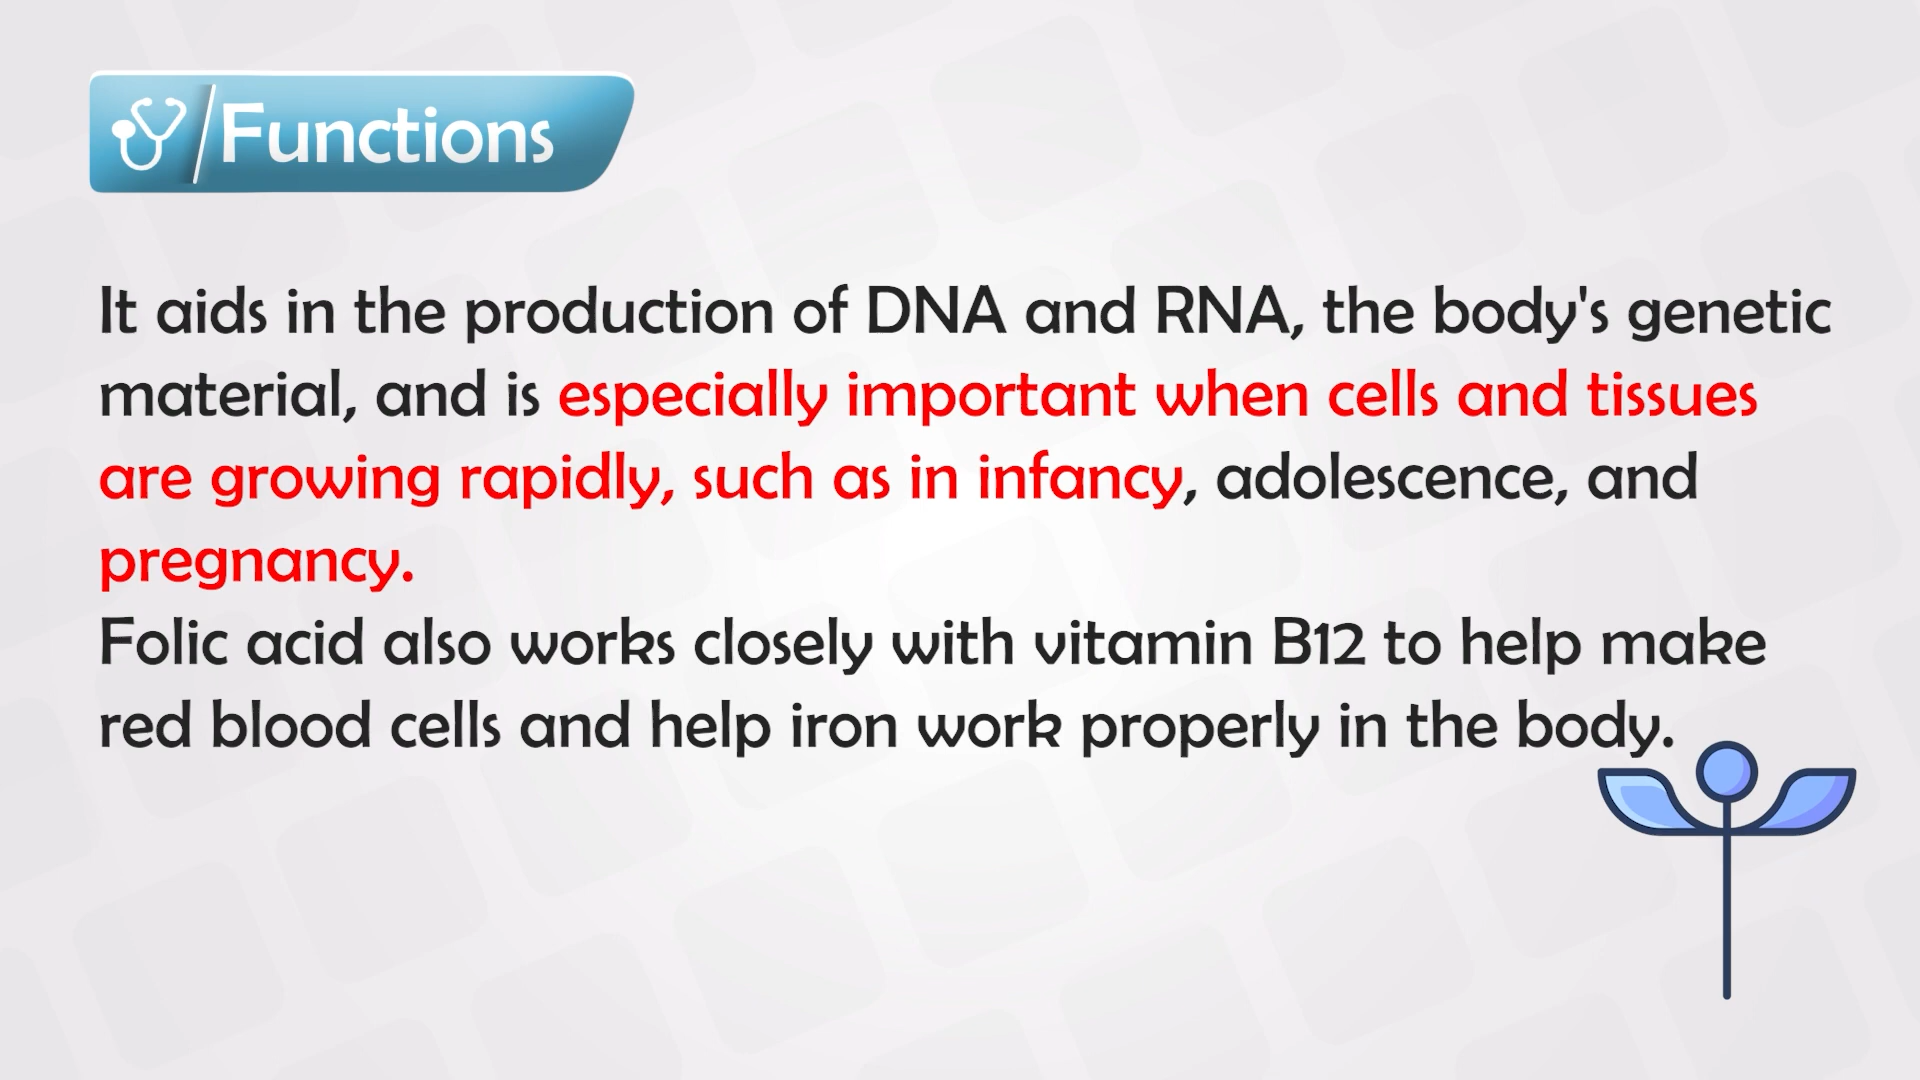 Functions
It aids in the production of DNA and RNA, the body's genetic
material, and is especially important when cells and tissues
are growing rapidly, such as in infancy, adolescence, and
pregnancy.
Folic acid also works closely with vitamin B12 to help make
red blood cells and help iron work properly in the body.